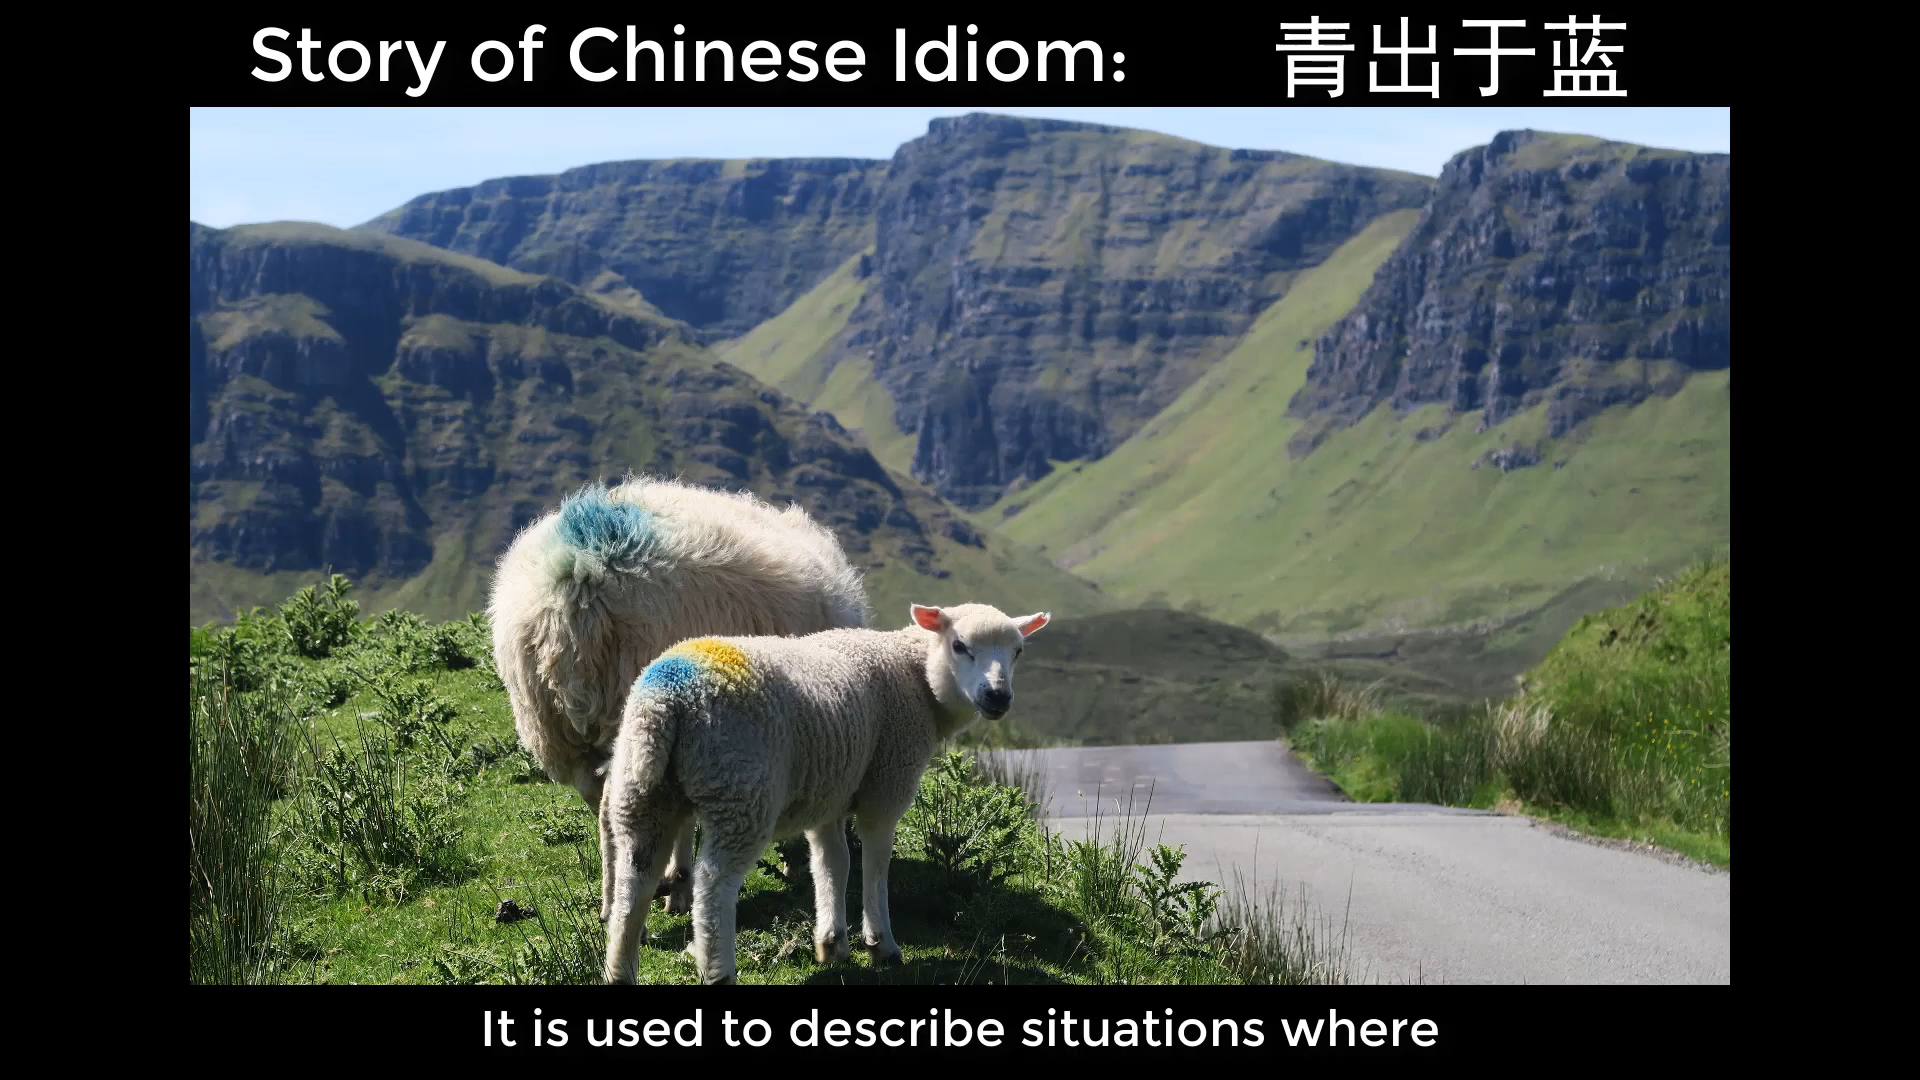 Story of Chinese Idiom: 青出于蓝
It is used to describe situations where